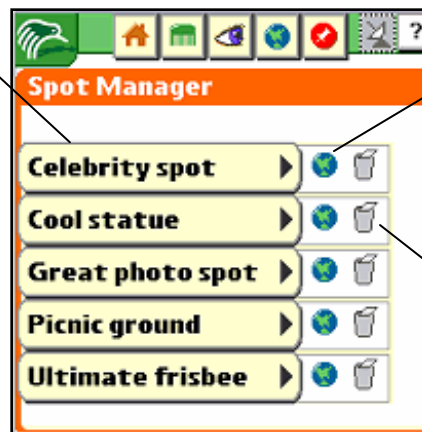 ?
Spot Manager
Celebrity spot
Cool statue
Great photo spot
Picnic ground
Ultimate frisbee